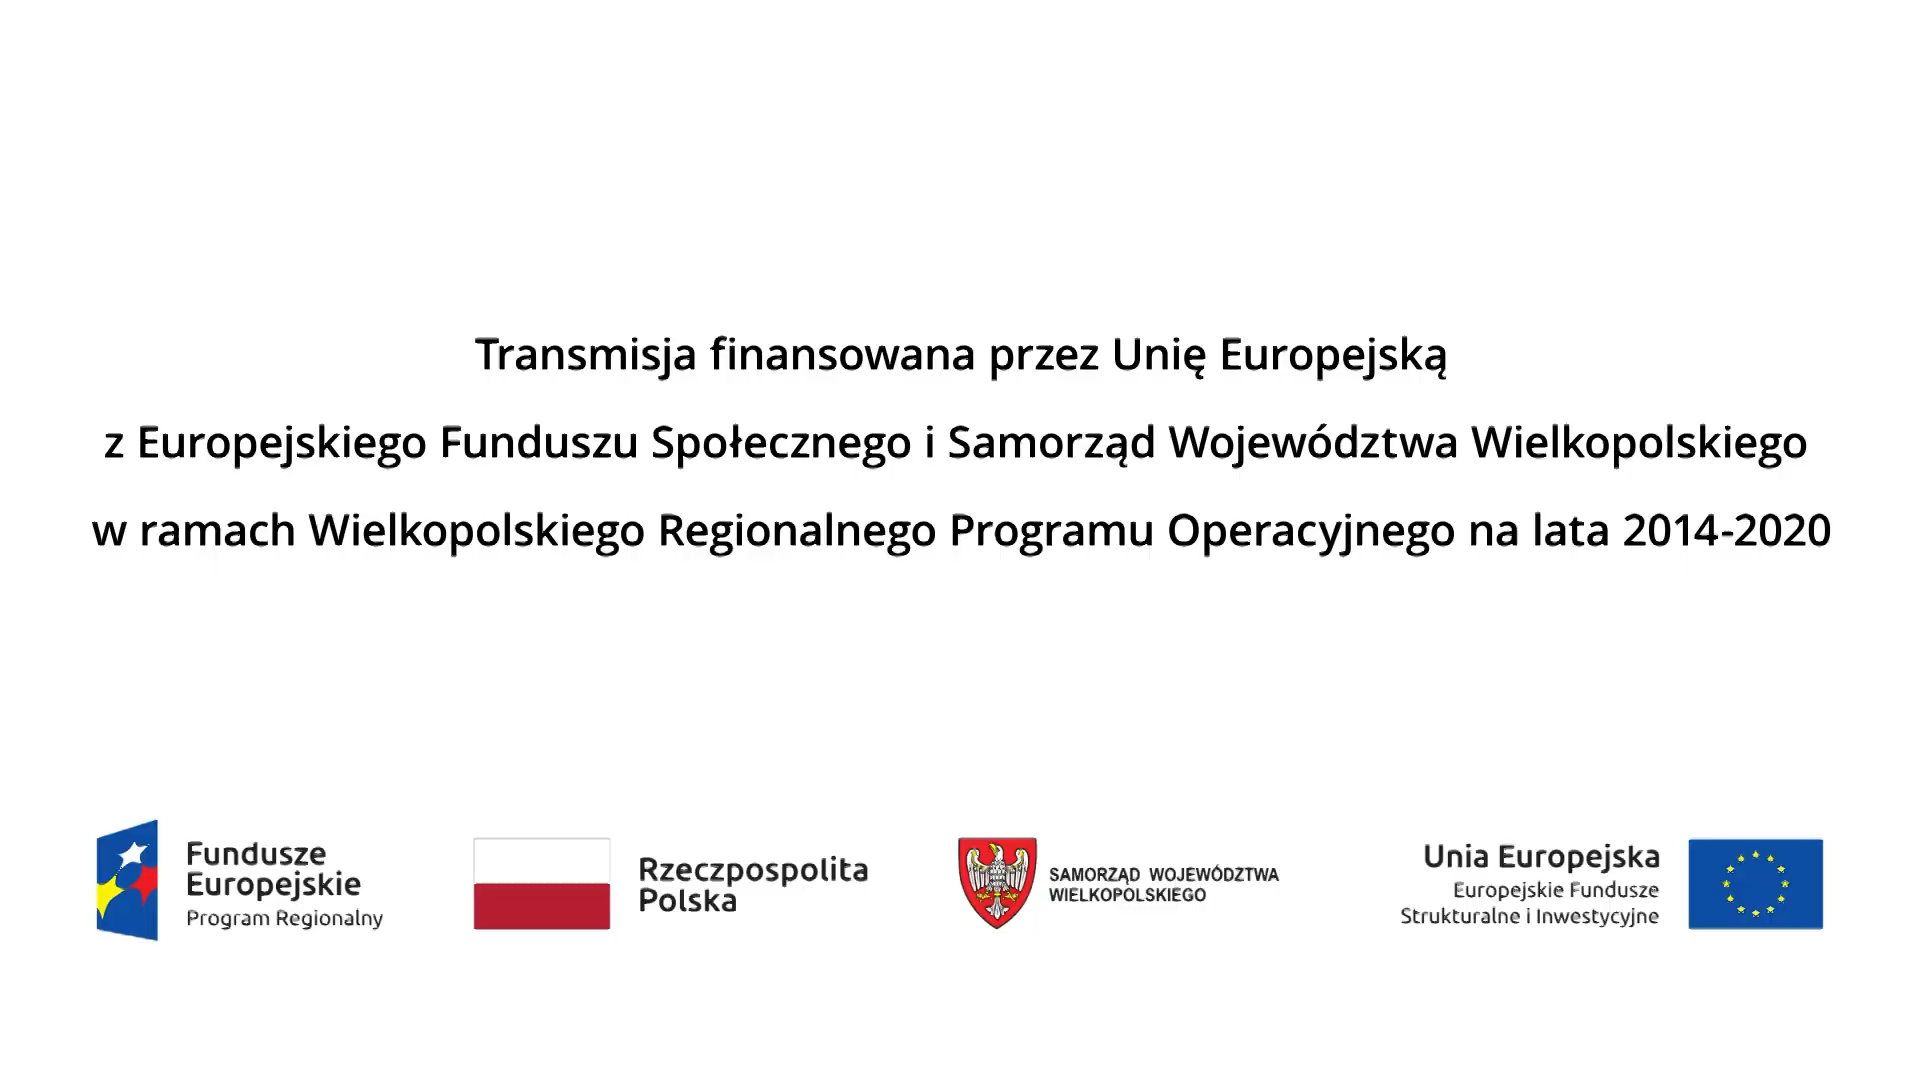 Transmisja finansowana przez Unię Europejską
z Europejskiego Funduszu Społecznego i Samorząd Województwa Wielkopolskiego
w ramach Wielkopolskiego Regionalnego Programu Operacyjnego na lata 2014-2020
Fundusze
Europejskie
Program Regionalny
Rzeczpospolita
Polska
SAMORZĄD WOJEWÓDZTWA
WIELKOPOLSKIEGO
Unia Europejska
Europejskie Fundusze
Strukturalne i Inwestycyjne